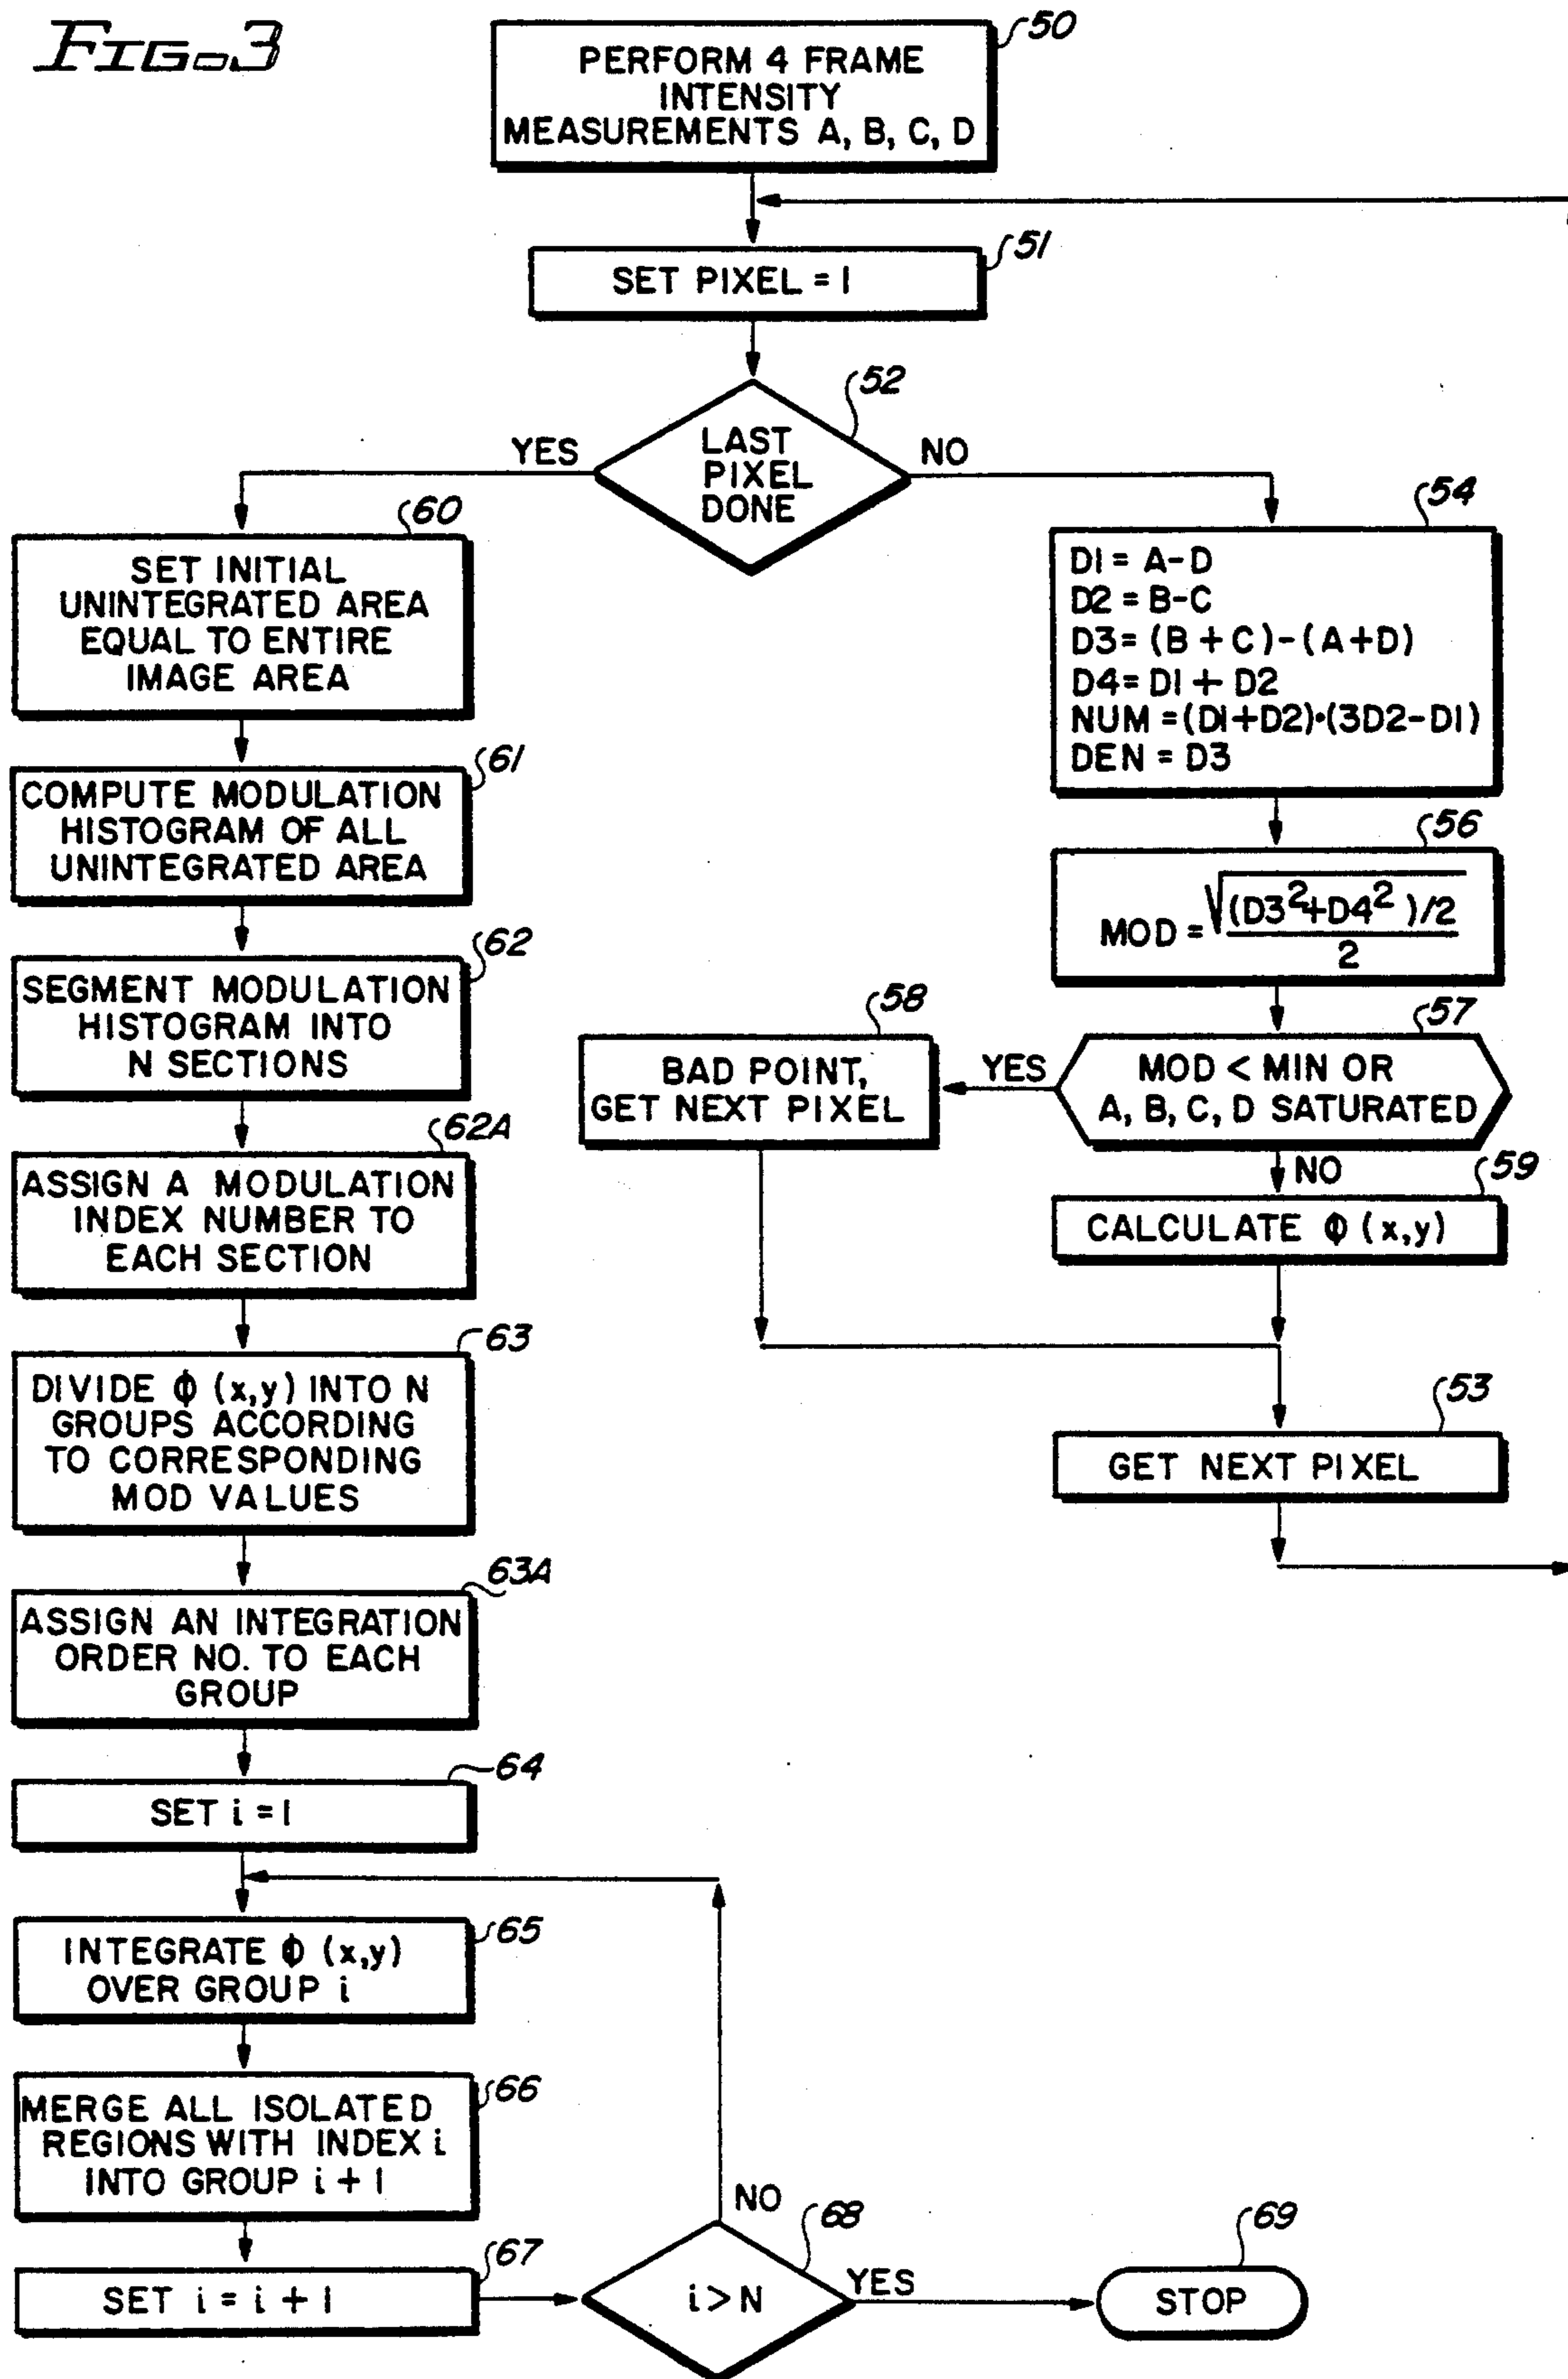 FIG. 3
50
PERFORM 4 FRAME
INTENSITY
MEASUREMENTS A, B, C, D
51
SET PIXEL = 1
52
LAST
PIXEL
DONE
YES
NO
60
SET INITIAL
UNINTEGRATED AREA
EQUAL TO ENTIRE
IMAGE AREA
61
COMPUTE MODULATION
HISTOGRAM OF ALL
UNINTEGRATED AREA
62
SEGMENT MODULATION
HISTOGRAM INTO
N SECTIONS
62A
ASSIGN A MODULATION
INDEX NUMBER TO
EACH SECTION
63
DIVIDE Φ (x,y) INTO N
GROUPS ACCORDING
TO CORRESPONDING
MOD VALUES
63A
ASSIGN AN INTEGRATION
ORDER NO. TO EACH
GROUP
64
SET i = 1
65
INTEGRATE Φ (x,y)
OVER GROUP i
66
MERGE ALL ISOLATED
REGIONS WITH INDEX i
INTO GROUP i + 1
67
SET i = i + 1
68
i > N
NO
YES
69
STOP
54
D1 = A-D
D2 = B-C
D3 = (B + C)-(A+D)
D4 = D1 + D2
NUM = (D1+D2)·(3D2-D1)
DEN = D3
56
MOD = √(D3²+D4²)/2
2
57
MOD < MIN OR
A, B, C, D SATURATED
YES
NO
58
BAD POINT,
GET NEXT PIXEL
59
CALCULATE Φ (x,y)
53
GET NEXT PIXEL